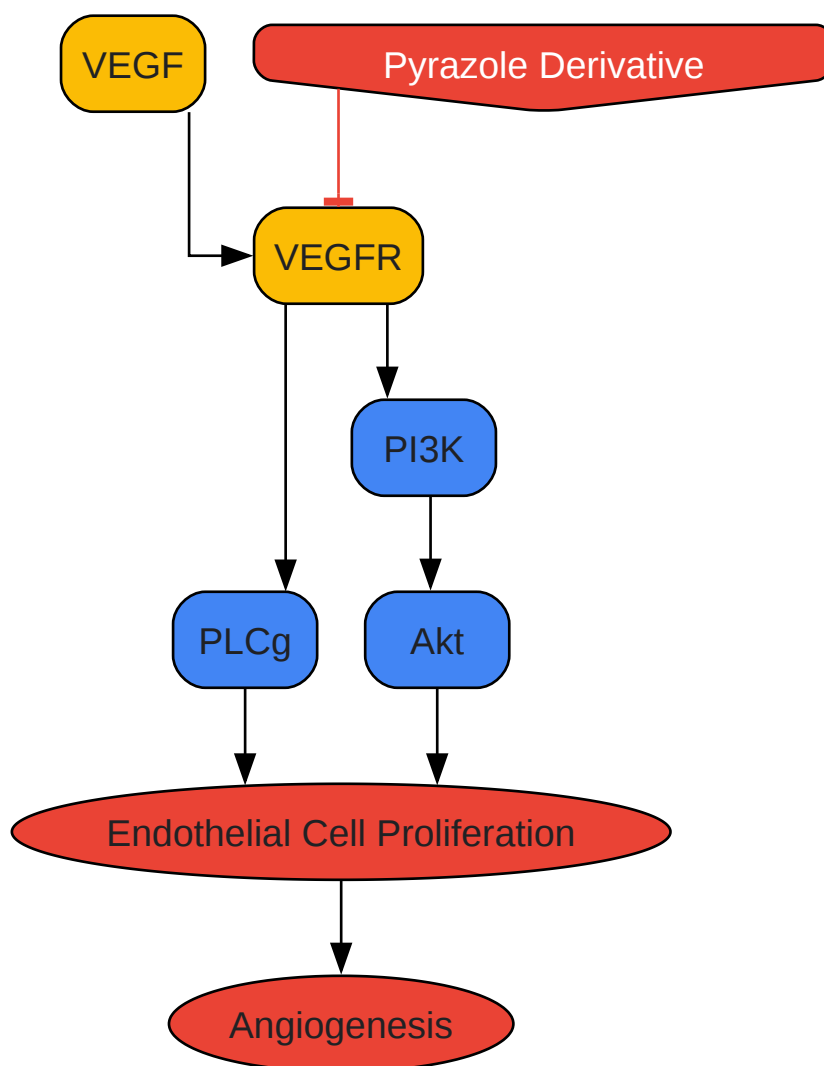 VEGF
Pyrazole Derivative
VEGFR
PI3K
PLCg
Akt
Endothelial Cell Proliferation
Angiogenesis